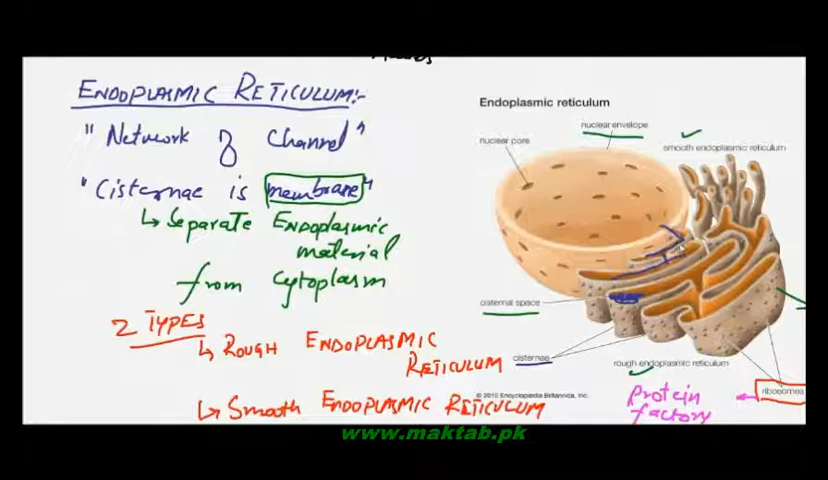 ENDOPLASMIC RETICULUM:-
"Network of Channel"
"Cisternae is membrane"
↳ Separate Endoplasmic
material
from cytoplasm
2 TYPES
↳ ROUGH ENDOPLASMIC
RETICULUM
↳ Smooth ENDOPLASMIC RETICULUM
Endoplasmic reticulum
nuclear envelope
nuclear pore
smooth endoplasmic reticulum
cisternal space
cisternae
rough endoplasmic reticulum
ribosomes
© 2010 Encyclopædia Britannica, Inc.
Protein
factory
www.maktab.pk